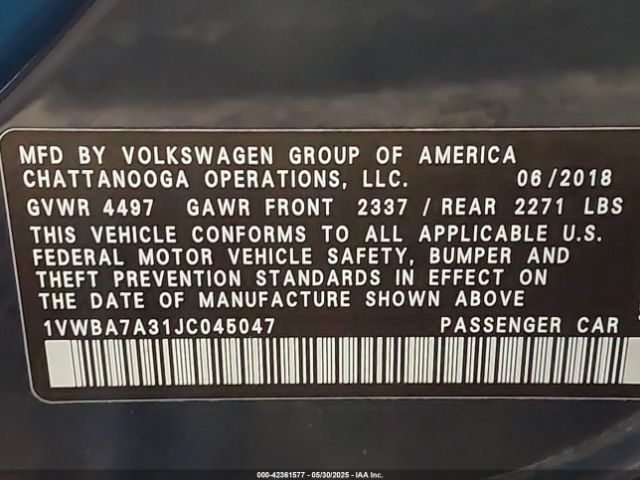 MFD BY VOLKSWAGEN GROUP OF AMERICA
CHATTANOOGA OPERATIONS, LLC. 06/2018
GVWR 4497 GAWR FRONT 2337 / REAR 2271 LBS
THIS VEHICLE CONFORMS TO ALL APPLICABLE U.S.
FEDERAL MOTOR VEHICLE SAFETY, BUMPER AND
THEFT PREVENTION STANDARDS IN EFFECT ON
THE DATE OF MANUFACTURE SHOWN ABOVE
1VWBA7A31JC045047 PASSENGER CAR
000-42361577 — 05/30/2025 — IAA Inc.